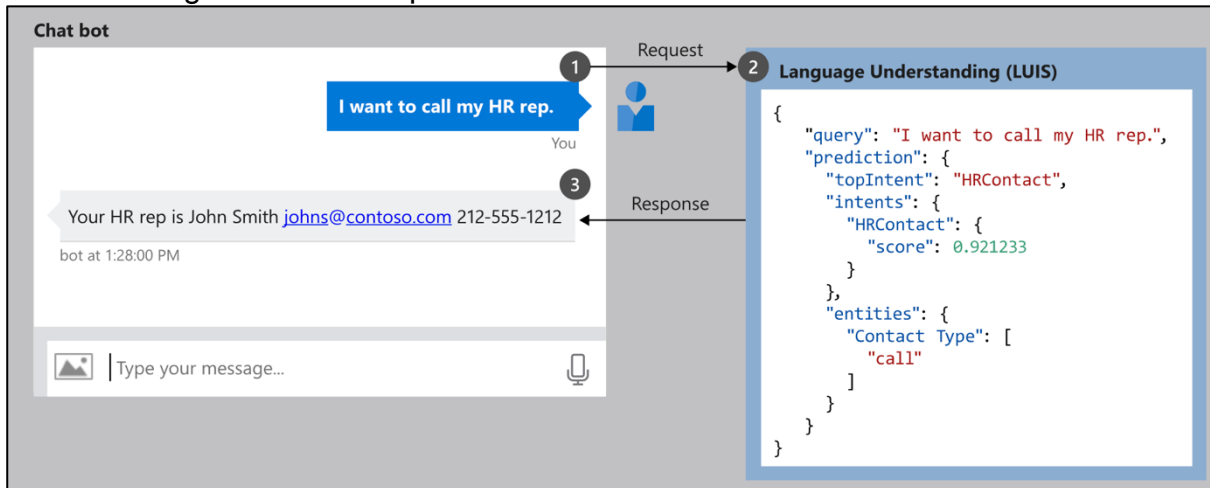 Chat bot
Request
1
2
Language Understanding (LUIS)
I want to call my HR rep.
You
3
Response
Your HR rep is John Smith johns@contoso.com 212-555-1212
bot at 1:28:00 PM
Type your message...
{
"query": "I want to call my HR rep.",
"prediction": {
"topIntent": "HRContact",
"intents": {
"HRContact": {
"score": 0.921233
}
},
"entities": {
"Contact Type": [
"call"
]
}
}
}